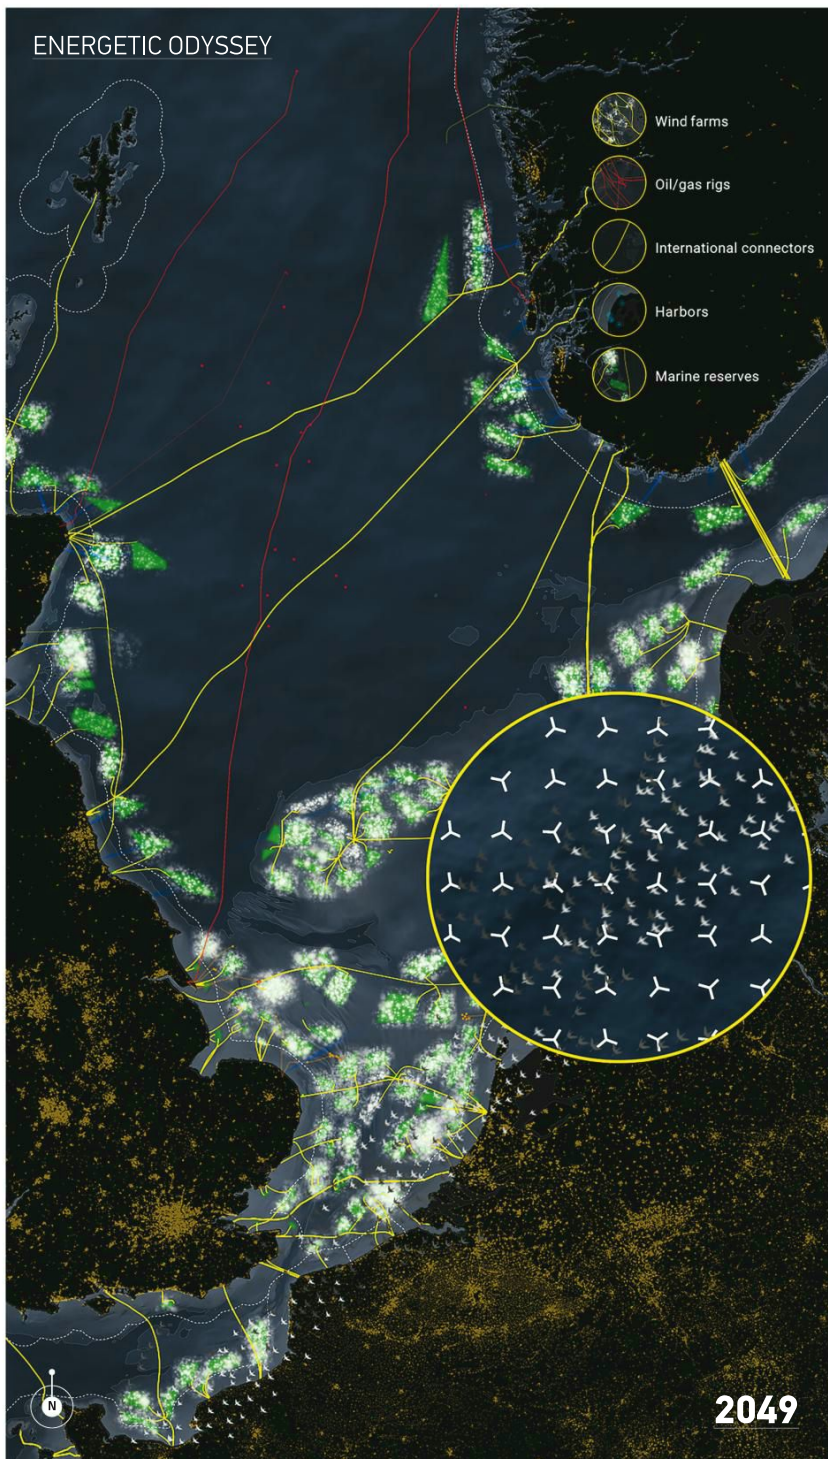 ENERGETIC ODYSSEY
Wind farms
Oil/gas rigs
International connectors
Harbors
Marine reserves
N
2049